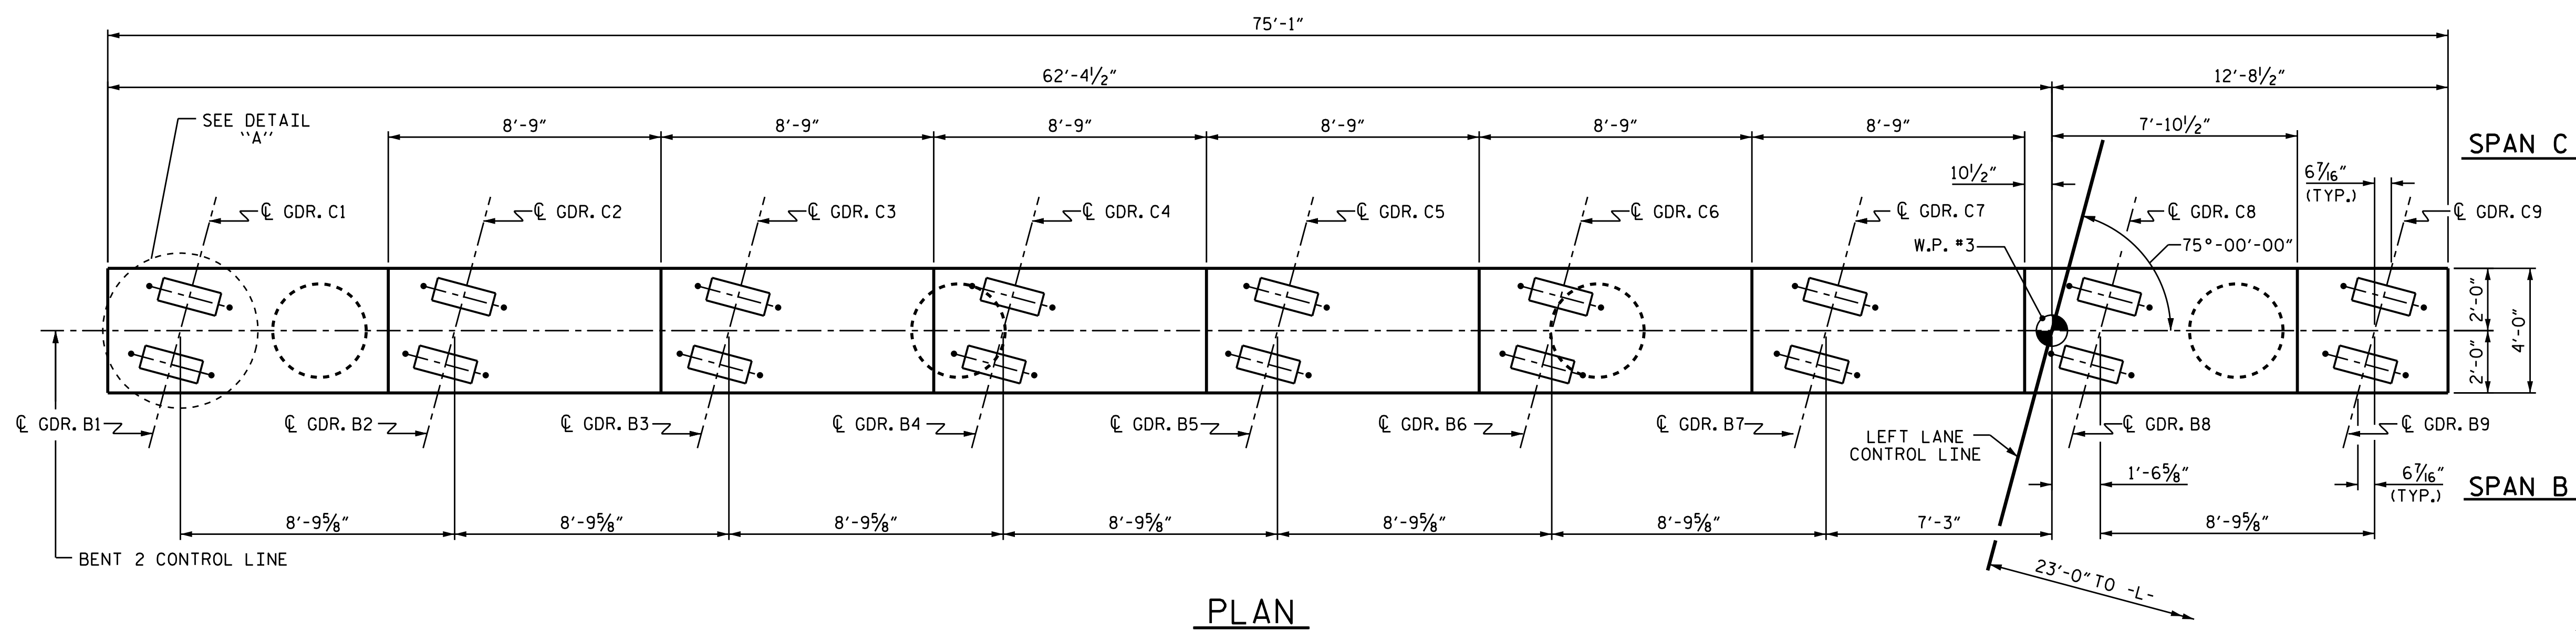 75'-1"
62'-4½" 12'-8½"
SEE DETAIL
"A"
8'-9" 8'-9" 8'-9" 8'-9" 8'-9" 8'-9" 7'-10½"
SPAN C
10½" 6 7/16"
(TYP.)
℄ GDR. C1 ℄ GDR. C2 ℄ GDR. C3 ℄ GDR. C4 ℄ GDR. C5 ℄ GDR. C6 ℄ GDR. C7 ℄ GDR. C8 ℄ GDR. C9
W.P. #3 75°-00'-00"
2'-0"
4'-0"
2'-0"
℄ GDR. B1 ℄ GDR. B2 ℄ GDR. B3 ℄ GDR. B4 ℄ GDR. B5 ℄ GDR. B6 ℄ GDR. B7 ℄ GDR. B8 ℄ GDR. B9
LEFT LANE
CONTROL LINE
1'-6⅝" 6 7/16"
(TYP.)
SPAN B
8'-9⅝" 8'-9⅝" 8'-9⅝" 8'-9⅝" 8'-9⅝" 8'-9⅝" 7'-3" 8'-9⅝"
BENT 2 CONTROL LINE
23'-0" TO -L-
PLAN